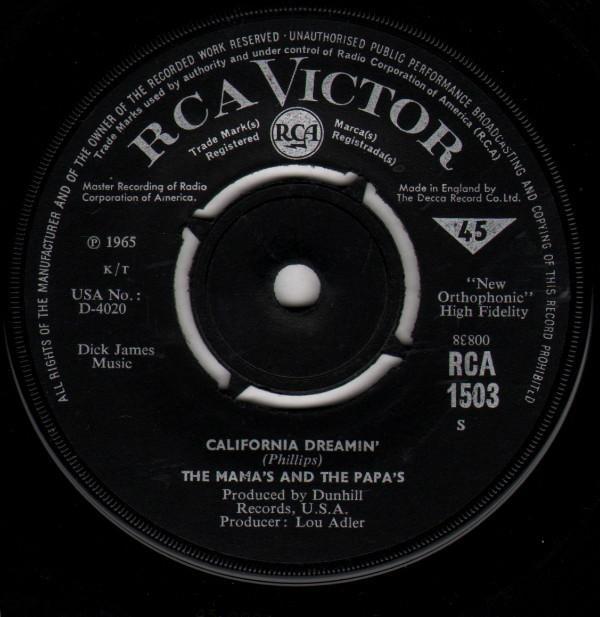 ALL RIGHTS OF THE MANUFACTURER AND OF THE OWNER OF THE RECORDED WORK RESERVED · UNAUTHORISED PUBLIC PERFORMANCE BROADCASTING AND COPYING OF THIS RECORD PROHIBITED
Trade Marks used by authority and under control of Radio Corporation of America (R.C.A)
RCA VICTOR
Trade Mark(s)
Registered
RCA
Marca(s)
Registrada(s)
Master Recording of Radio
Corporation of America.
Made in England by
The Decca Record Co. Ltd.
45
℗ 1965
K/T
USA No.:
D-4020
Dick James
Music
"New
Orthophonic"
High Fidelity
00838
RCA
1503
S
CALIFORNIA DREAMIN'
(Phillips)
THE MAMA'S AND THE PAPA'S
Produced by Dunhill
Records, U.S.A.
Producer: Lou Adler